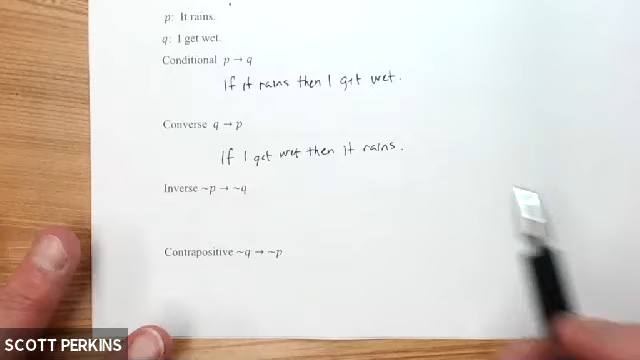 p: It rains.
q: I get wet.
Conditional p → q
If it rains then I get wet.
Converse q → p
If I get wet then it rains.
Inverse ~p → ~q
Contrapositive ~q → ~p
SCOTT PERKINS